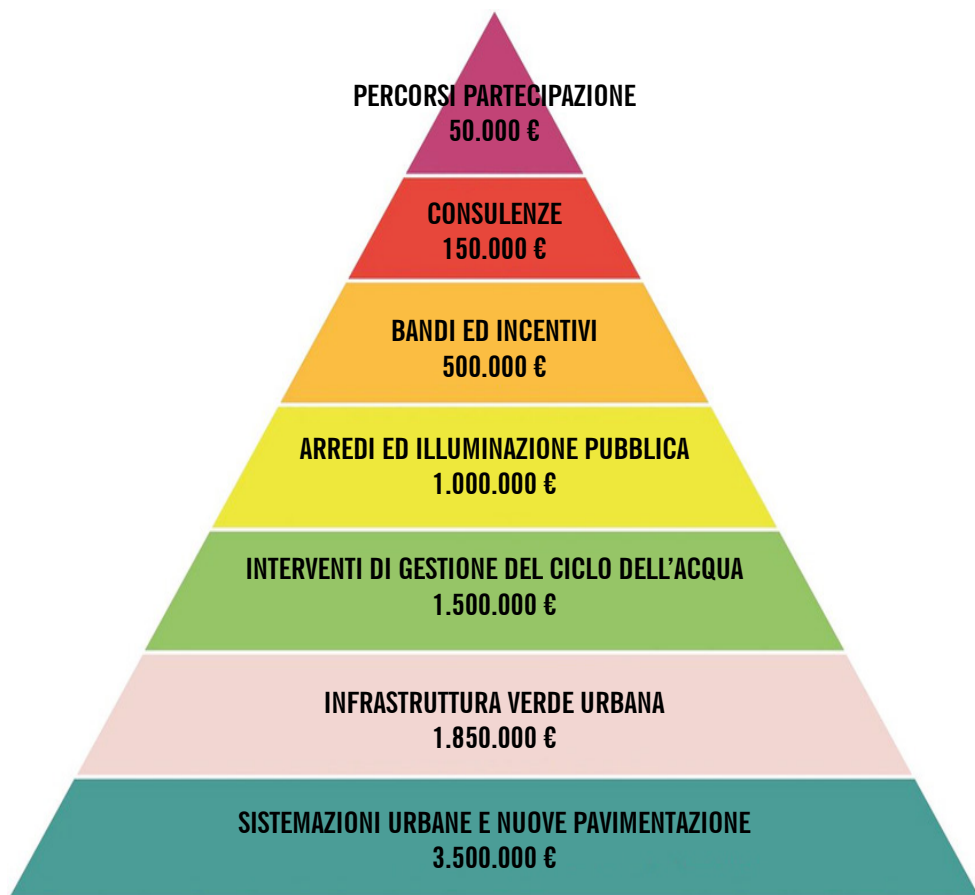 PERCORSI PARTECIPAZIONE
50.000 €
CONSULENZE
150.000 €
BANDI ED INCENTIVI
500.000 €
ARREDI ED ILLUMINAZIONE PUBBLICA
1.000.000 €
INTERVENTI DI GESTIONE DEL CICLO DELL'ACQUA
1.500.000 €
INFRASTRUTTURA VERDE URBANA
1.850.000 €
SISTEMAZIONI URBANE E NUOVE PAVIMENTAZIONE
3.500.000 €